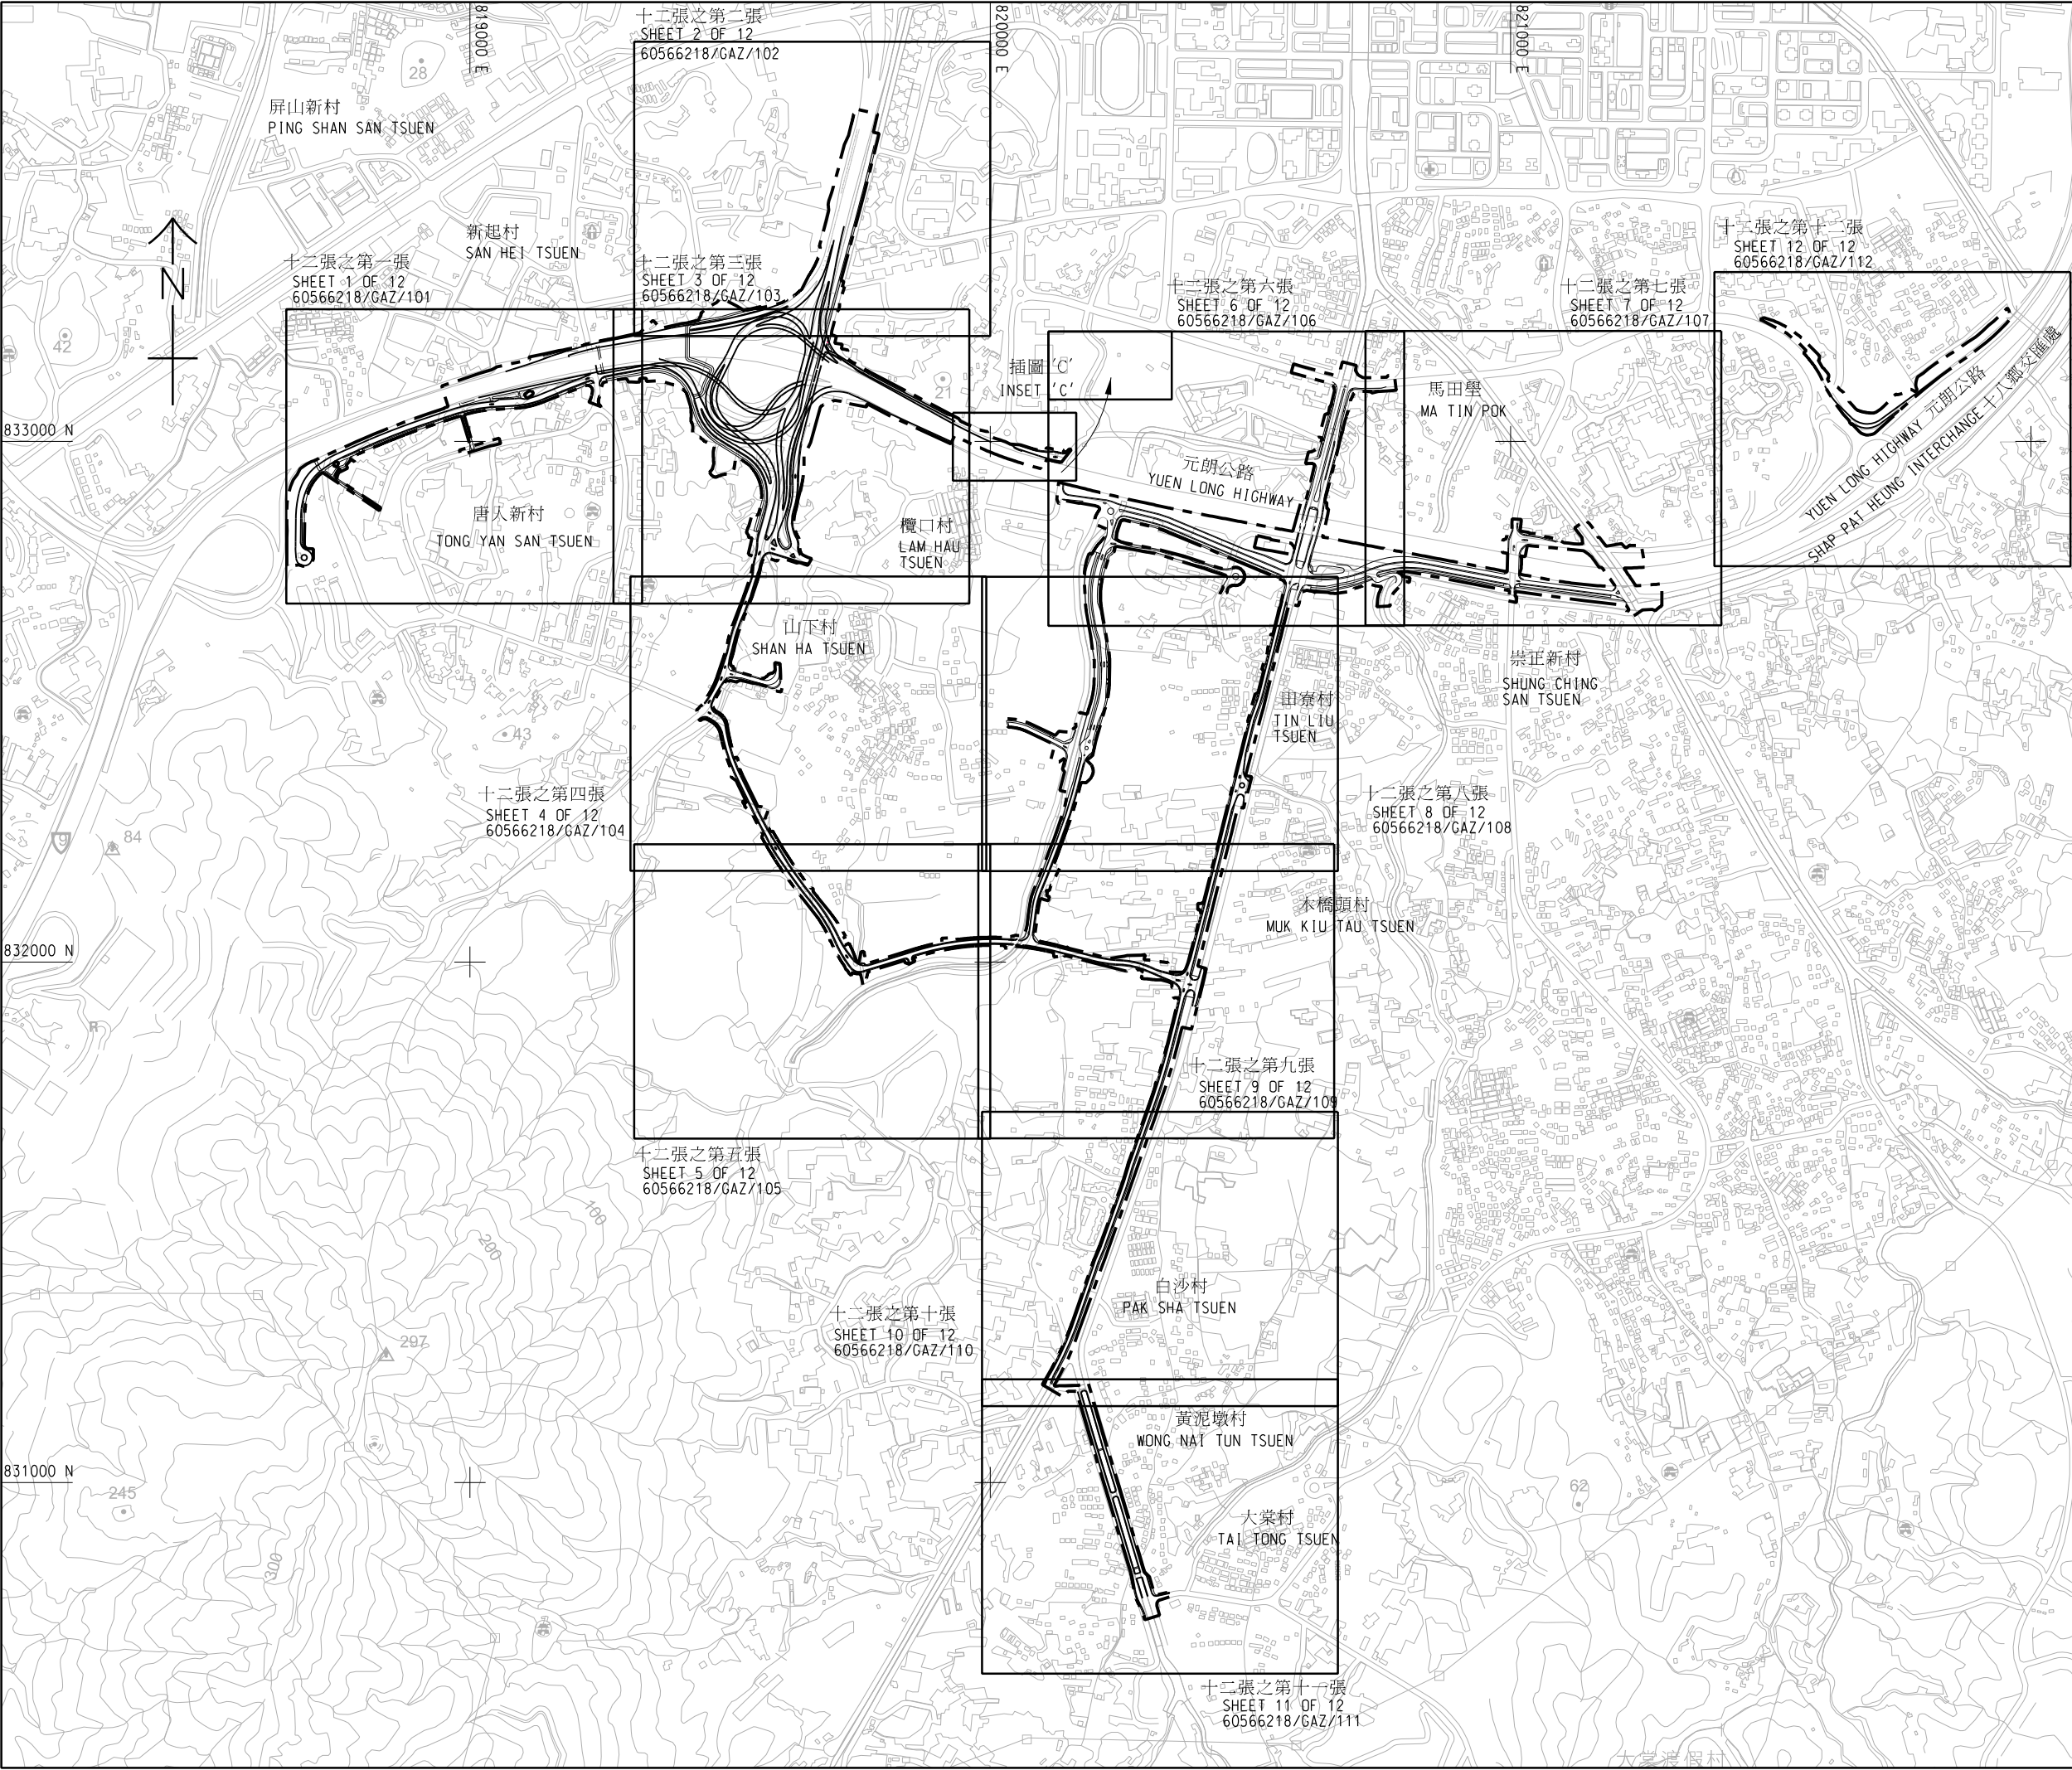 十二張之第二張
SHEET 2 OF 12
60566218/GAZ/102
819000 E
820000 E
821000 E
28
屏山新村
PING SHAN SAN TSUEN
新起村
SAN HEI TSUEN
N
十二張之第一張
SHEET 1 OF 12
60566218/GAZ/101
十二張之第三張
SHEET 3 OF 12
60566218/GAZ/103
十二張之第六張
SHEET 6 OF 12
60566218/GAZ/106
十二張之第七張
SHEET 7 OF 12
60566218/GAZ/107
十二張之第十二張
SHEET 12 OF 12
60566218/GAZ/112
42
21
插圖 'C'
INSET 'C'
馬田壆
MA TIN POK
833000 N
元朗公路
YUEN LONG HIGHWAY
元朗公路
YUEN LONG HIGHWAY
十八鄉交匯處
SHAP PAT HEUNG INTERCHANGE
唐人新村
TONG YAN SAN TSUEN
欖口村
LAM HAU
TSUEN
山下村
SHAN HA TSUEN
崇正新村
SHUNG CHING
SAN TSUEN
田寮村
TIN LIU
TSUEN
43
十二張之第四張
SHEET 4 OF 12
60566218/GAZ/104
十二張之第八張
SHEET 8 OF 12
60566218/GAZ/108
9
84
木橋頭村
MUK KIU TAU TSUEN
832000 N
R
十二張之第九張
SHEET 9 OF 12
60566218/GAZ/109
十二張之第五張
SHEET 5 OF 12
60566218/GAZ/105
100
200
白沙村
PAK SHA TSUEN
十二張之第十張
SHEET 10 OF 12
60566218/GAZ/110
297
黃泥墩村
WONG NAI TUN TSUEN
831000 N
245
62
大棠村
TAI TONG TSUEN
300
十二張之第十一張
SHEET 11 OF 12
60566218/GAZ/111
大棠渡假村